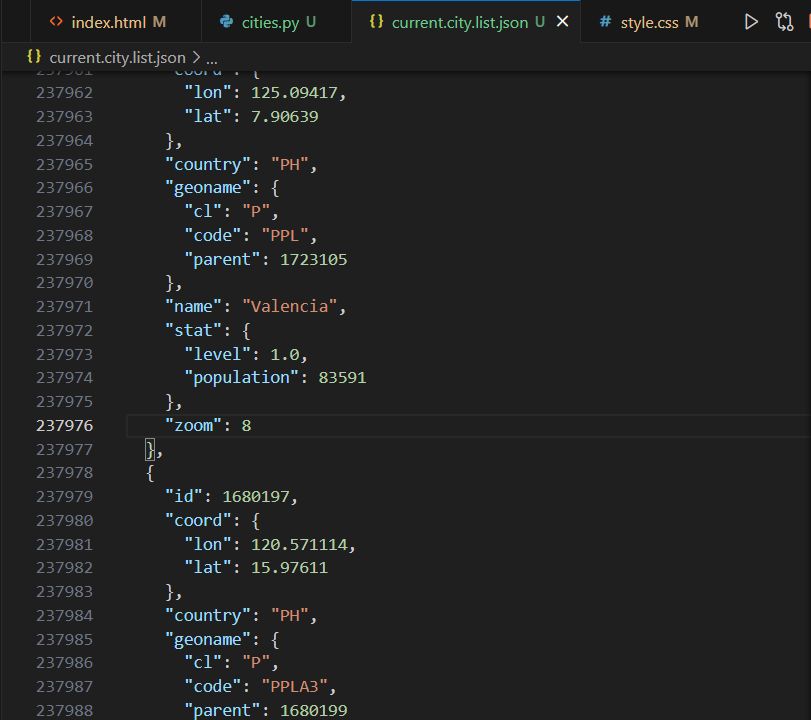 index.html M cities.py U current.city.list.json U style.css M
current.city.list.json > ...
237961 "coord": {
237962 "lon": 125.09417,
237963 "lat": 7.90639
237964 },
237965 "country": "PH",
237966 "geoname": {
237967 "cl": "P",
237968 "code": "PPL",
237969 "parent": 1723105
237970 },
237971 "name": "Valencia",
237972 "stat": {
237973 "level": 1.0,
237974 "population": 83591
237975 },
237976 "zoom": 8
237977 },
237978 {
237979 "id": 1680197,
237980 "coord": {
237981 "lon": 120.571114,
237982 "lat": 15.97611
237983 },
237984 "country": "PH",
237985 "geoname": {
237986 "cl": "P",
237987 "code": "PPLA3",
237988 "parent": 1680199